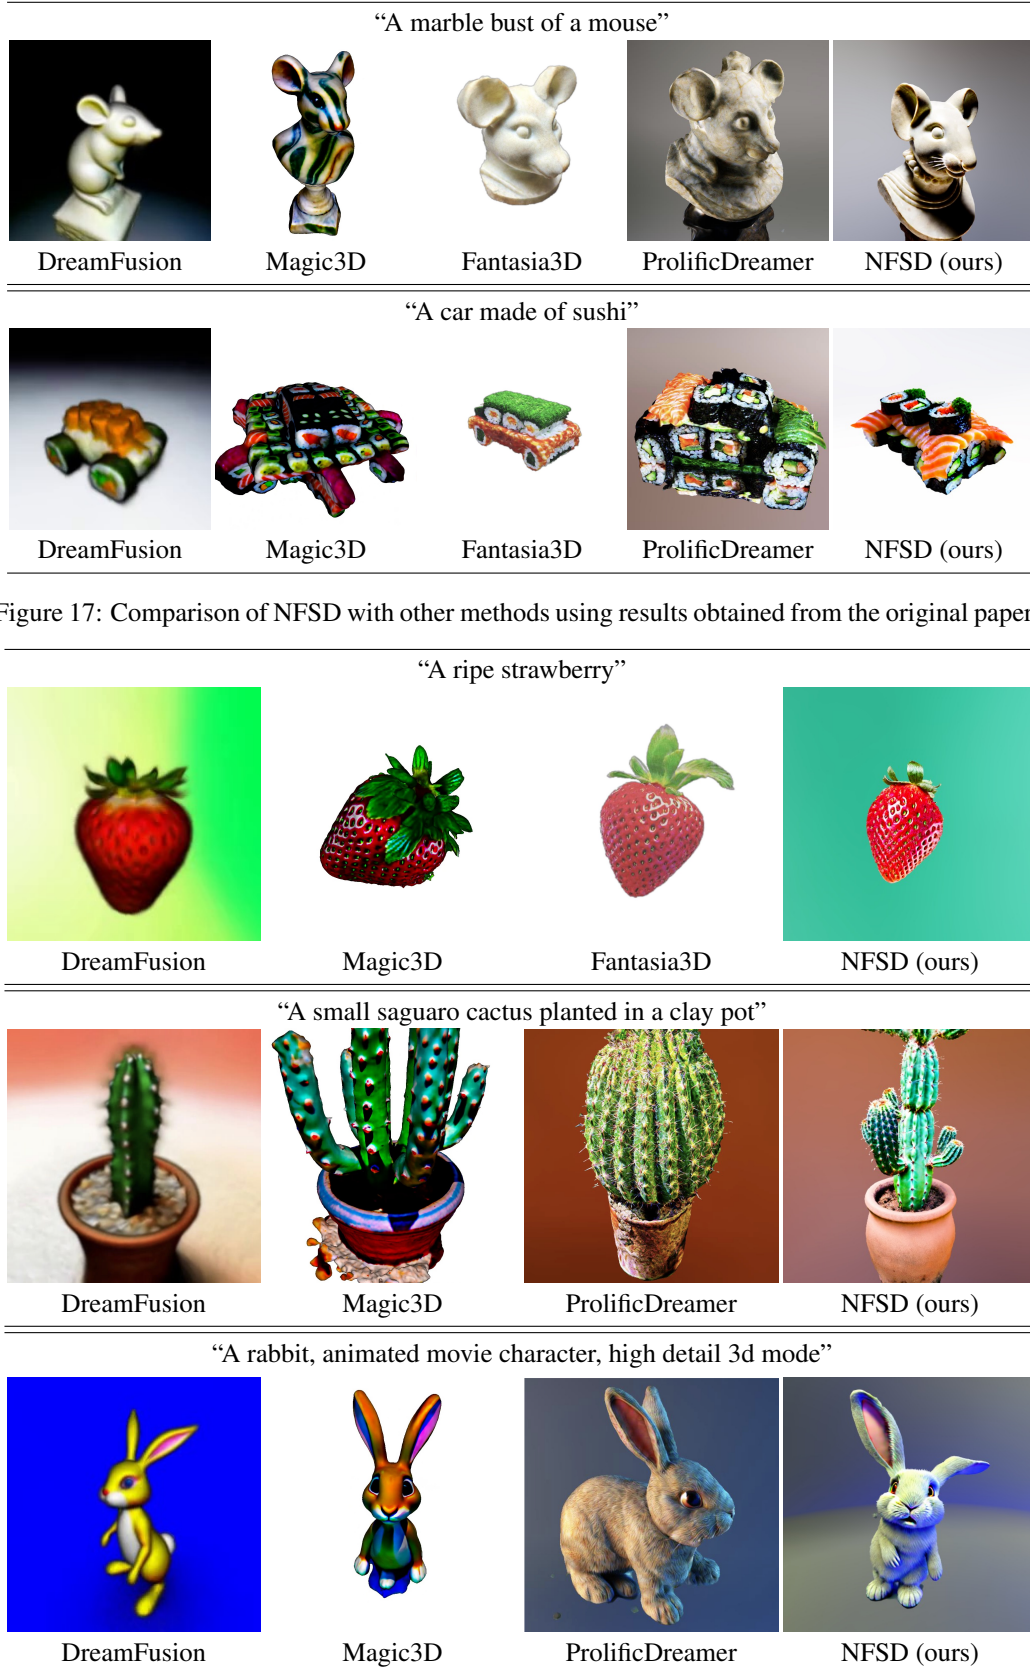 “A marble bust of a mouse”
DreamFusion Magic3D Fantasia3D ProlificDreamer NFSD (ours)
“A car made of sushi”
DreamFusion Magic3D Fantasia3D ProlificDreamer NFSD (ours)
Figure 17: Comparison of NFSD with other methods using results obtained from the original paper
“A ripe strawberry”
DreamFusion Magic3D Fantasia3D NFSD (ours)
“A small saguaro cactus planted in a clay pot”
DreamFusion Magic3D ProlificDreamer NFSD (ours)
“A rabbit, animated movie character, high detail 3d mode”
DreamFusion Magic3D ProlificDreamer NFSD (ours)